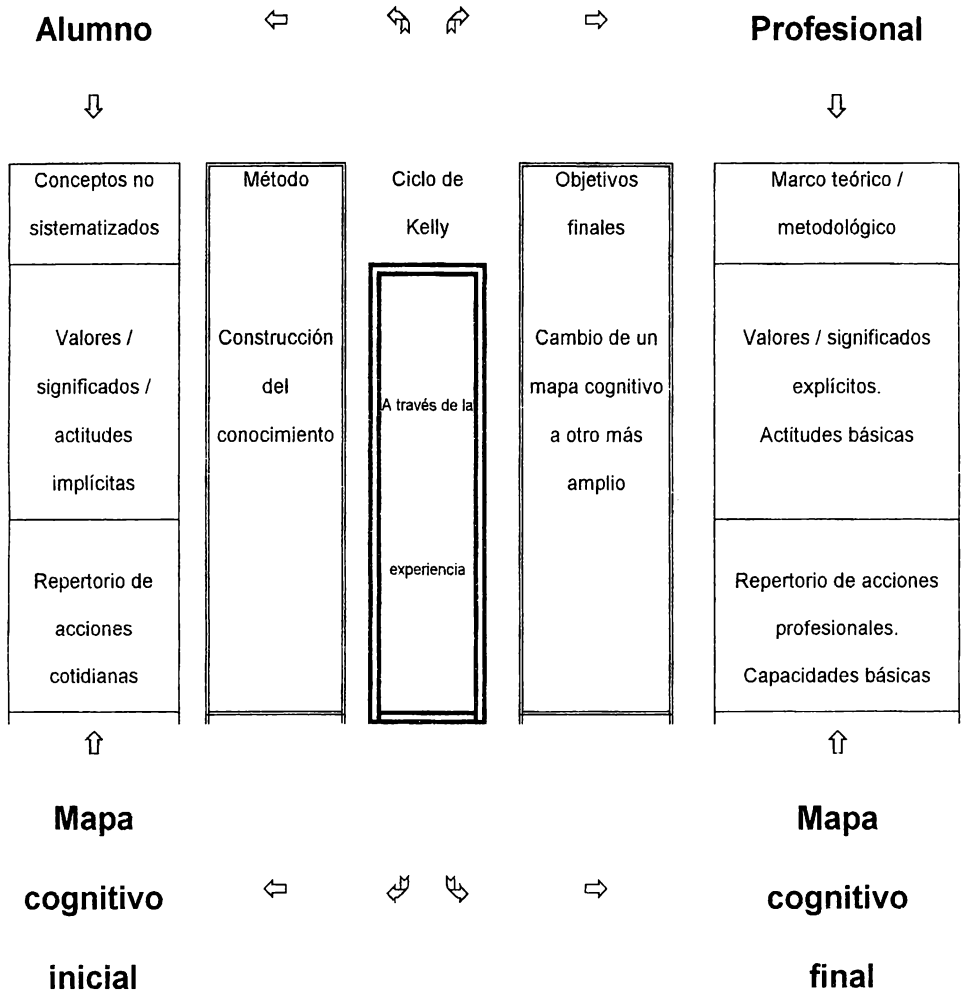 Alumno
Profesional
Conceptos no
sistematizados
Valores /
significados /
actitudes
implícitas
Repertorio de
acciones
cotidianas
Método
Construcción
del
conocimiento
Ciclo de
Kelly
A través de la
experiencia
Objetivos
finales
Cambio de un
mapa cognitivo
a otro más
amplio
Marco teórico /
metodológico
Valores / significados
explícitos.
Actitudes básicas
Repertorio de acciones
profesionales.
Capacidades básicas
Mapa
cognitivo
inicial
Mapa
cognitivo
final